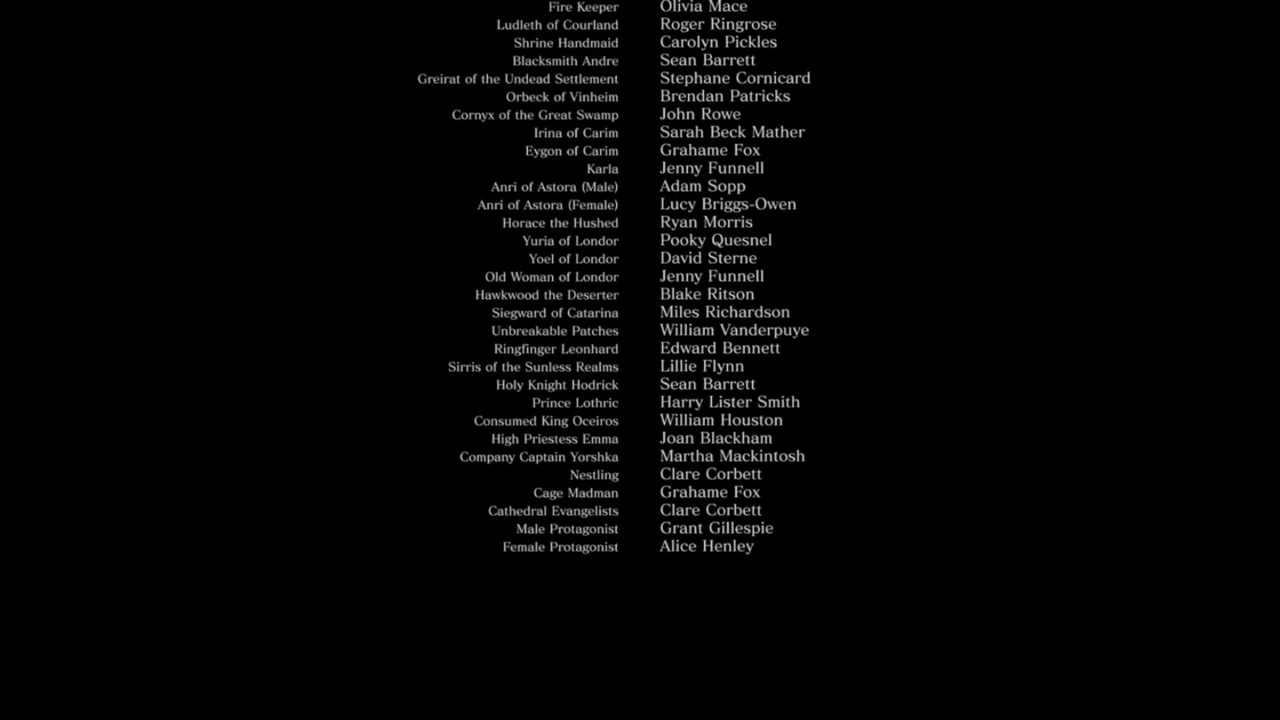 Fire Keeper Olivia Mace
Ludleth of Courland Roger Ringrose
Shrine Handmaid Carolyn Pickles
Blacksmith Andre Sean Barrett
Greirat of the Undead Settlement Stephane Cornicard
Orbeck of Vinheim Brendan Patricks
Cornyx of the Great Swamp John Rowe
Irina of Carim Sarah Beck Mather
Eygon of Carim Grahame Fox
Karla Jenny Funnell
Anri of Astora (Male) Adam Sopp
Anri of Astora (Female) Lucy Briggs-Owen
Horace the Hushed Ryan Morris
Yuria of Londor Pooky Quesnel
Yoel of Londor David Sterne
Old Woman of Londor Jenny Funnell
Hawkwood the Deserter Blake Ritson
Siegward of Catarina Miles Richardson
Unbreakable Patches William Vanderpuye
Ringfinger Leonhard Edward Bennett
Sirris of the Sunless Realms Lillie Flynn
Holy Knight Hodrick Sean Barrett
Prince Lothric Harry Lister Smith
Consumed King Oceiros William Houston
High Priestess Emma Joan Blackham
Company Captain Yorshka Martha Mackintosh
Nestling Clare Corbett
Cage Madman Grahame Fox
Cathedral Evangelists Clare Corbett
Male Protagonist Grant Gillespie
Female Protagonist Alice Henley